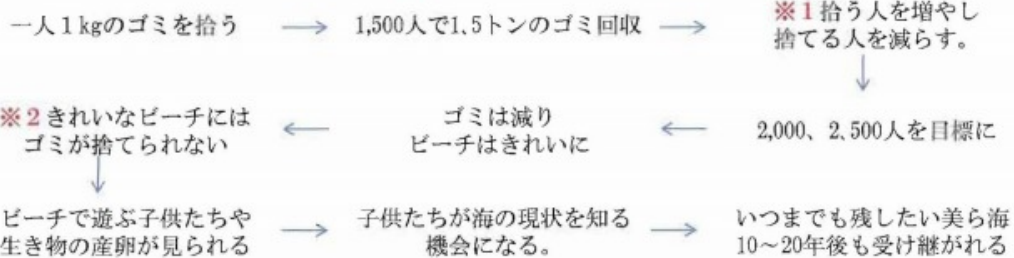 一人1kgのゴミを拾う
1,500人で1.5トンのゴミ回収
※1拾う人を増やし
捨てる人を減らす。
2,000、2,500人を目標に
ゴミは減り
ビーチはきれいに
※2きれいなビーチには
ゴミが捨てられない
ビーチで遊ぶ子供たちや
生き物の産卵が見られる
子供たちが海の現状を知る
機会になる。
いつまでも残したい美ら海
10～20年後も受け継がれる